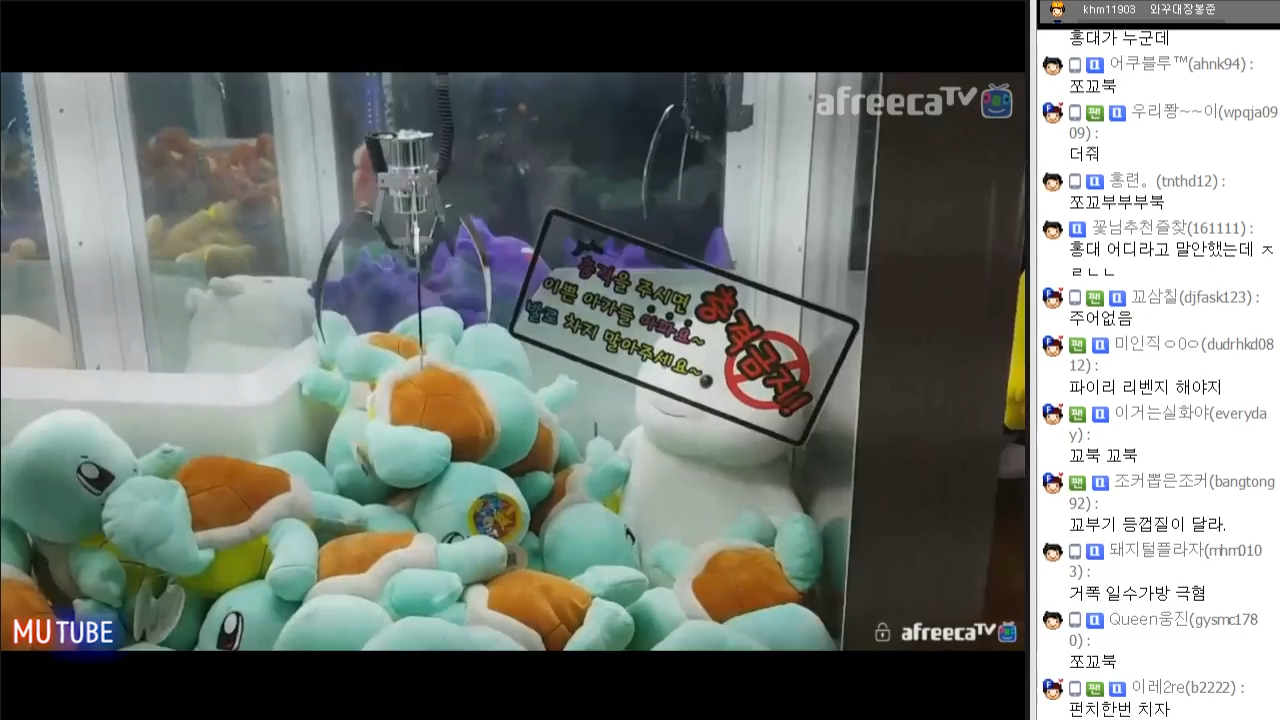 afreecaTV
충격을 주시면
이쁜 아가들 아파요~
발로 차지 말아주세요~
충격금지!
MUTUBE
afreecaTV
khm11903 와꾸대장봉준
홍대가 누군데
어쿠블루™(ahnk94) :
쪼꼬북
우리쫭~~이(wpqja09
09) :
더줘
홍련。(tnthd12) :
쪼꼬부부부북
꽃님추천즐찾(161111) :
홍대 어디라고 말안했는데 ㅈ
ㄹㄴㄴ
꼬삼칠(djfask123) :
주어없음
미인직ㅇ0ㅇ(dudrhkd08
12) :
파이리 리벤지 해야지
이거는실화야(everyda
y) :
꼬북 꼬북
조커뽑은조커(bangtong
92) :
꼬부기 등껍질이 달라.
돼지털플라자(mhm010
3) :
거폭 일수가방 극혐
Queen웅진(gysmc178
0) :
쪼꼬북
이레2re(b2222) :
펀치한번 치자